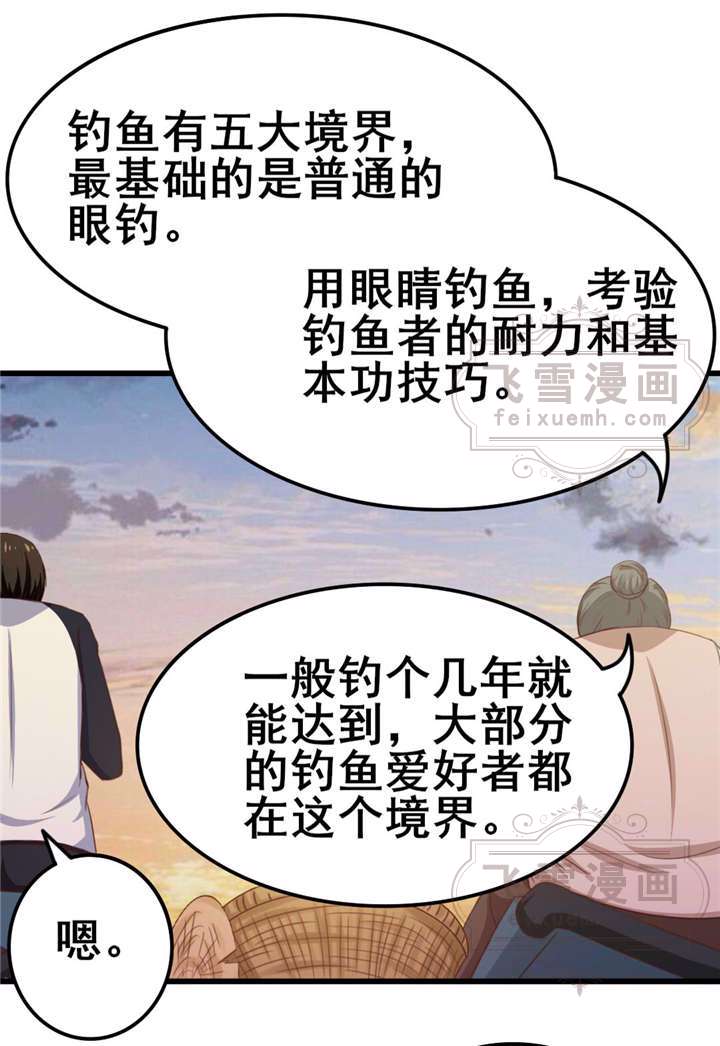 钓鱼有五大境界，
最基础的是普通的
眼钓。
用眼睛钓鱼，考验
钓鱼者的耐力和基
本功技巧。
飞雪漫画
feixuemh.com
一般钓个几年就
能达到，大部分
的钓鱼爱好者都
在这个境界。
飞雪漫画
嗯。